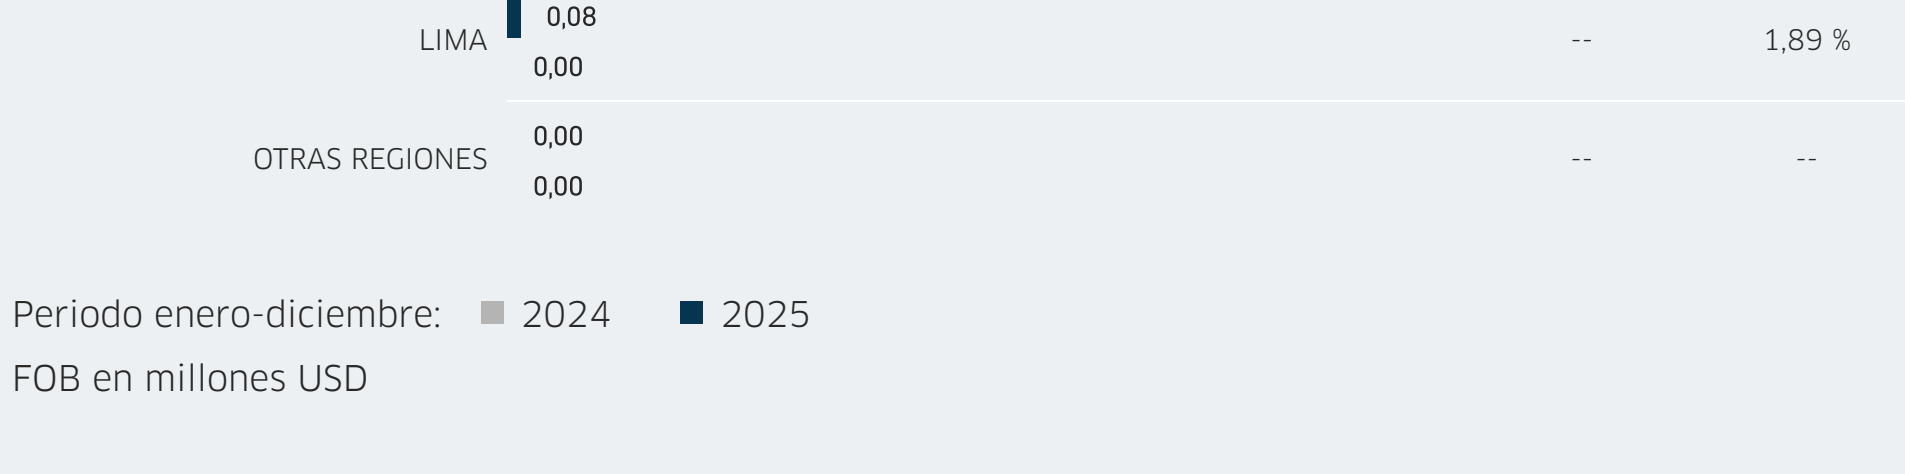 0,08
LIMA -- 1,89 %
0,00
0,00
OTRAS REGIONES -- --
0,00
Periodo enero-diciembre: 2024 2025
FOB en millones USD